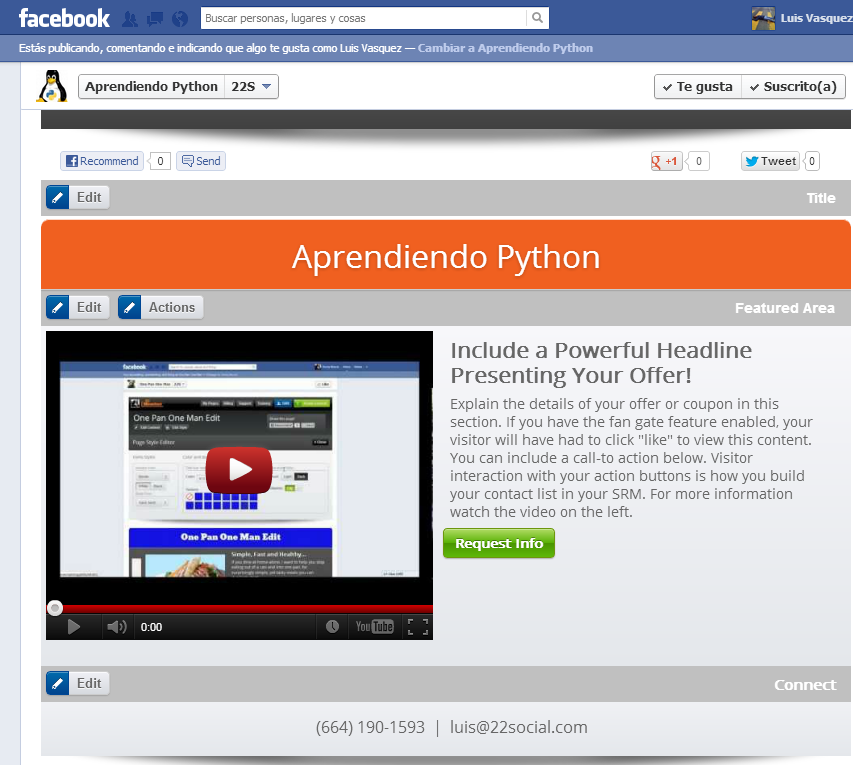 facebook
Buscar personas, lugares y cosas
Luis Vasquez
Estás publicando, comentando e indicando que algo te gusta como Luis Vasquez — Cambiar a Aprendiendo Python
Aprendiendo Python 22S
Te gusta Suscrito(a)
Recommend 0 Send
+1 0
Tweet 0
Edit
Title
Aprendiendo Python
Edit Actions
Featured Area
facebook
One Pan One Man Edit
Page Style Editor
One Pan One Man Edit
Simple, Fast and Healthy...
0:00
YouTube
Include a Powerful Headline
Presenting Your Offer!
Explain the details of your offer or coupon in this
section. If you have the fan gate feature enabled, your
visitor will have had to click "like" to view this content.
You can include a call-to action below. Visitor
interaction with your action buttons is how you build
your contact list in your SRM. For more information
watch the video on the left.
Request Info
Edit
Connect
(664) 190-1593 | luis@22social.com